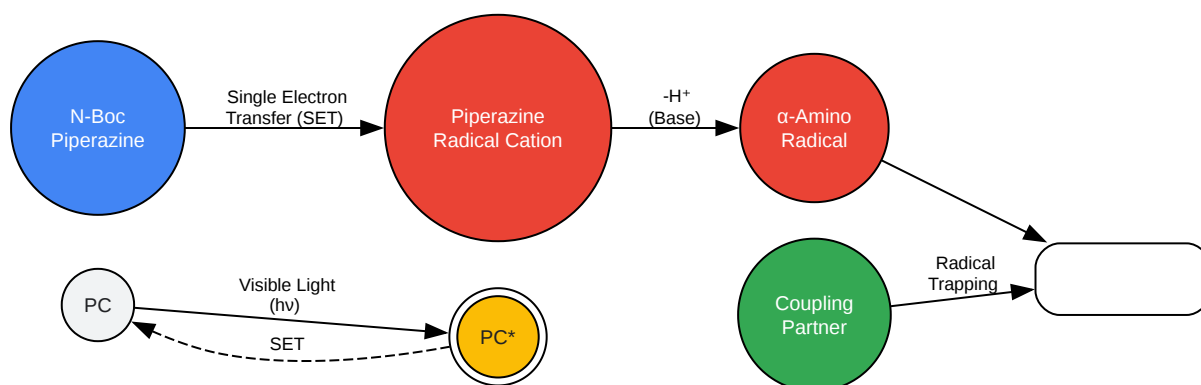 N-Boc
Piperazine
Single Electron
Transfer (SET)
Piperazine
Radical Cation
-H⁺
(Base)
α-Amino
Radical
PC
Visible Light
(hν)
SET
PC*
Coupling
Partner
Radical
Trapping